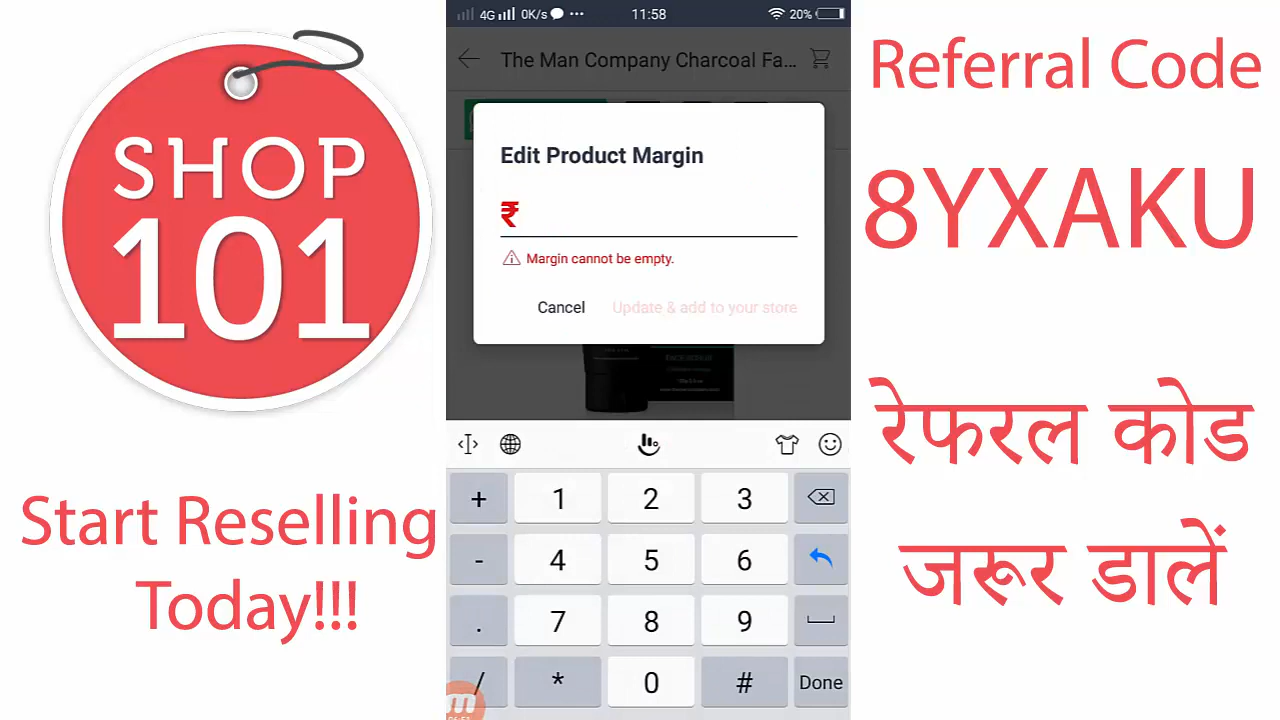 SHOP
101
Start Reselling
Today!!!
4G 0K/s ... 11:58 20%
The Man Company Charcoal Fa...
Edit Product Margin
₹
Margin cannot be empty.
Cancel Update & add to your store
+ 1 2 3
- 4 5 6
. 7 8 9
/ * 0 # Done
Referral Code
8YXAKU
रेफरल कोड
जरूर डालें